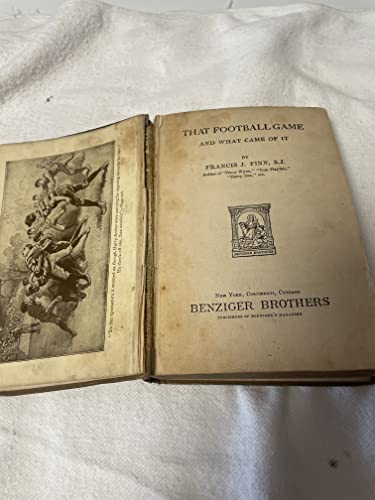 THAT FOOTBALL GAME
AND WHAT CAME OF IT
BY
FRANCIS J. FINN, S.J.
Author of "Percy Wynn," "Tom Playfair,"
"Harry Dee," etc.
BENZIGER BROTHERS
NEW YORK, CINCINNATI, CHICAGO
BENZIGER BROTHERS
PUBLISHERS OF BENZIGER'S MAGAZINE